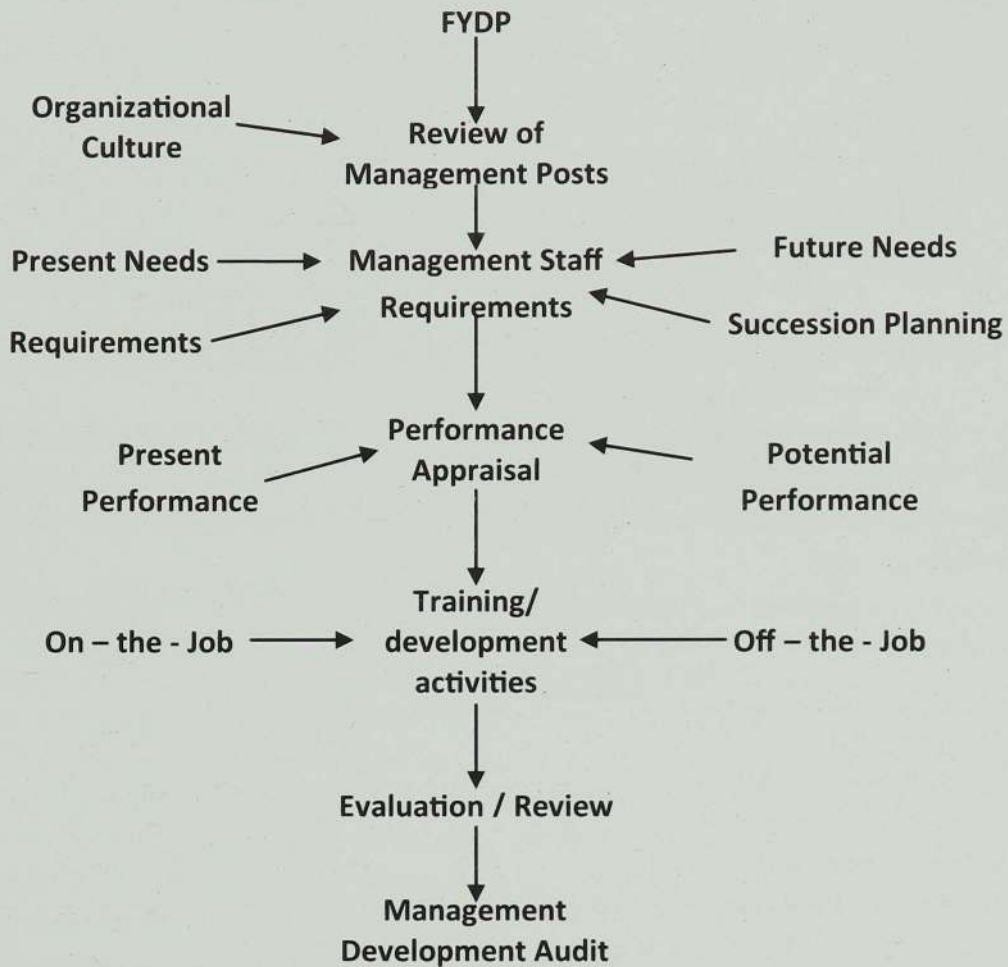 FYDP
Organizational
Culture
Review of
Management Posts
Present Needs
Management Staff
Requirements
Future Needs
Requirements
Succession Planning
Present
Performance
Performance
Appraisal
Potential
Performance
On – the - Job
Training/
development
activities
Off – the - Job
Evaluation / Review
Management
Development Audit